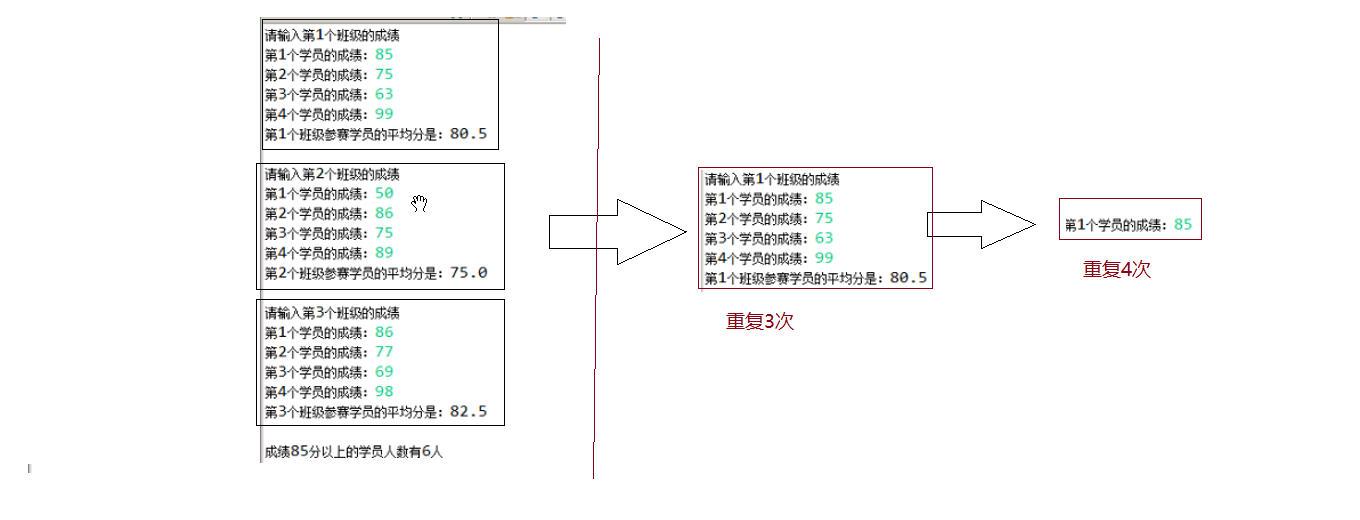 请输入第1个班级的成绩
第1个学员的成绩：85
第2个学员的成绩：75
第3个学员的成绩：63
第4个学员的成绩：99
第1个班级参赛学员的平均分是：80.5
请输入第2个班级的成绩
第1个学员的成绩：50
第2个学员的成绩：86
第3个学员的成绩：75
第4个学员的成绩：89
第2个班级参赛学员的平均分是：75.0
请输入第3个班级的成绩
第1个学员的成绩：86
第2个学员的成绩：77
第3个学员的成绩：69
第4个学员的成绩：98
第3个班级参赛学员的平均分是：82.5
成绩85分以上的学员人数有6人
请输入第1个班级的成绩
第1个学员的成绩：85
第2个学员的成绩：75
第3个学员的成绩：63
第4个学员的成绩：99
第1个班级参赛学员的平均分是：80.5
重复3次
第1个学员的成绩：85
重复4次